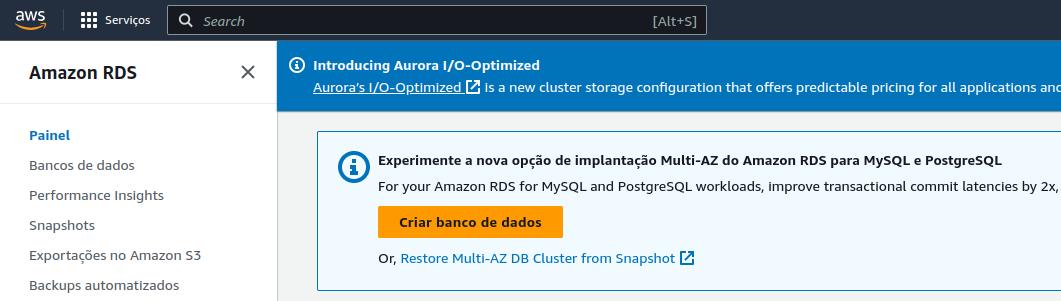 aws
Serviços
Search
[Alt+S]
Amazon RDS
Painel
Bancos de dados
Performance Insights
Snapshots
Exportações no Amazon S3
Backups automatizados
Introducing Aurora I/O-Optimized
Aurora's I/O-Optimized is a new cluster storage configuration that offers predictable pricing for all applications and
Experimente a nova opção de implantação Multi-AZ do Amazon RDS para MySQL e PostgreSQL
For your Amazon RDS for MySQL and PostgreSQL workloads, improve transactional commit latencies by 2x,
Criar banco de dados
Or, Restore Multi-AZ DB Cluster from Snapshot